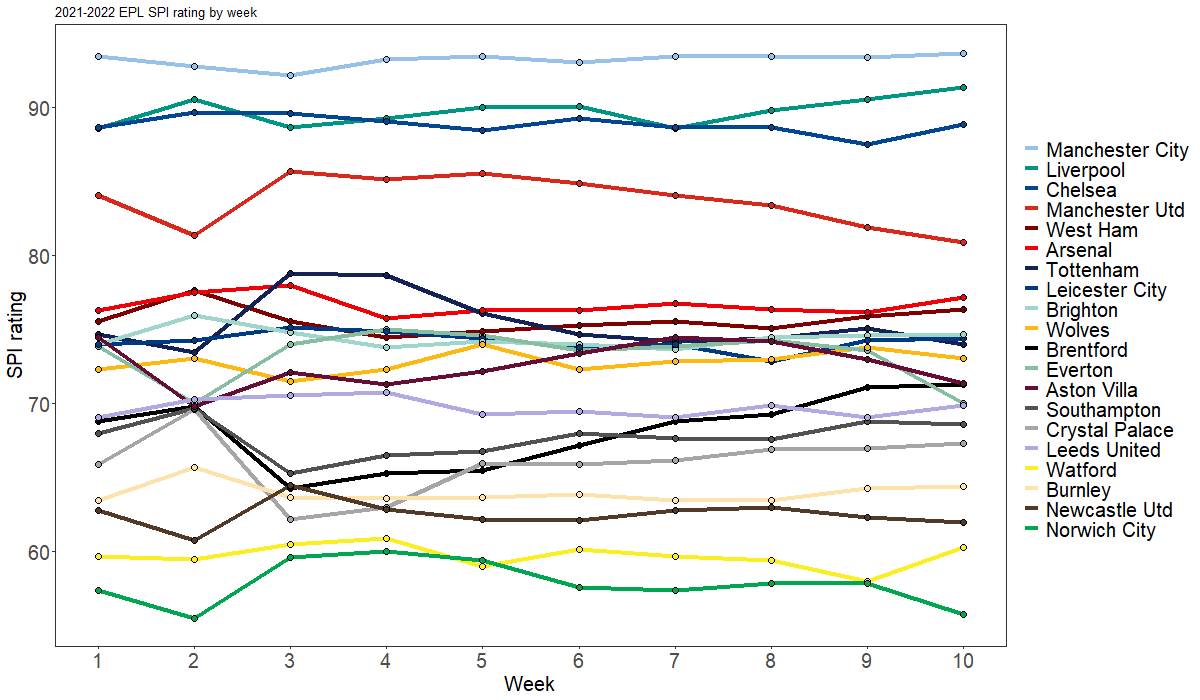 2021-2022 EPL SPI rating by week
90
80
70
60
SPI rating
1 2 3 4 5 6 7 8 9 10
Week
Manchester City
Liverpool
Chelsea
Manchester Utd
West Ham
Arsenal
Tottenham
Leicester City
Brighton
Wolves
Brentford
Everton
Aston Villa
Southampton
Crystal Palace
Leeds United
Watford
Burnley
Newcastle Utd
Norwich City